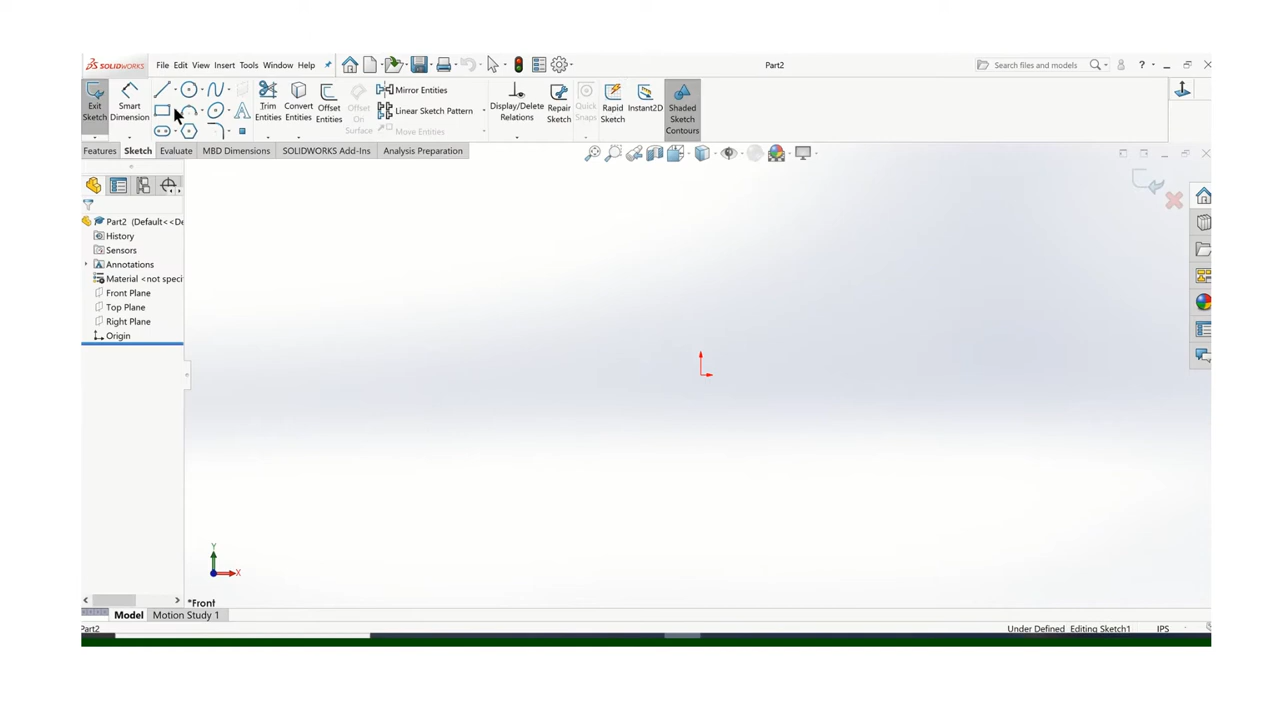 SOLIDWORKS File Edit View Insert Tools Window Help Part2 Search files and models ?
Exit Sketch Smart Dimension Trim Entities Convert Entities Offset Entities Offset On Surface Mirror Entities Linear Sketch Pattern Move Entities Display/Delete Relations Repair Sketch Quick Snaps Rapid Sketch Instant2D Shaded Sketch Contours
Features Sketch Evaluate MBD Dimensions SOLIDWORKS Add-Ins Analysis Preparation
Part2 (Default<<De
History
Sensors
Annotations
Material <not speci
Front Plane
Top Plane
Right Plane
Origin
Y
X
*Front
Model Motion Study 1
Part2 Under Defined Editing Sketch1 IPS